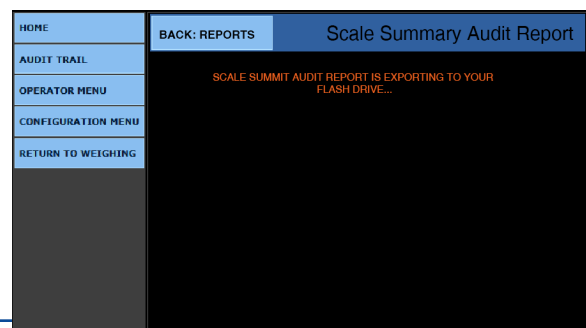 HOME
BACK: REPORTS
Scale Summary Audit Report
AUDIT TRAIL
OPERATOR MENU
CONFIGURATION MENU
RETURN TO WEIGHING
SCALE SUMMIT AUDIT REPORT IS EXPORTING TO YOUR
FLASH DRIVE...